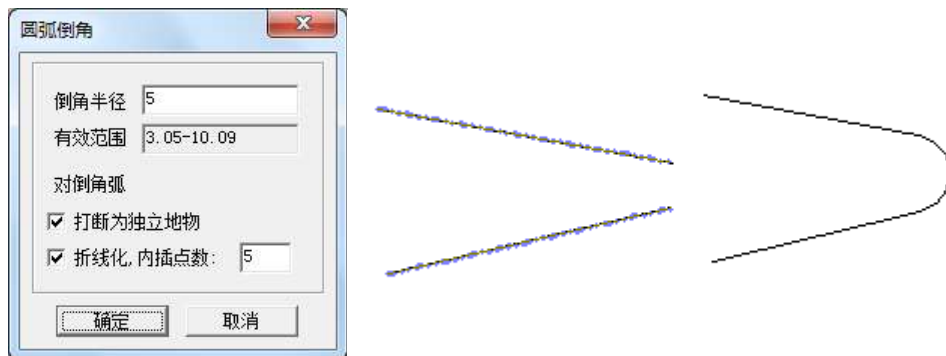 圆弧倒角
倒角半径 5
有效范围 3.05-10.09
对倒角弧
打断为独立地物
折线化,内插点数: 5
确定 取消